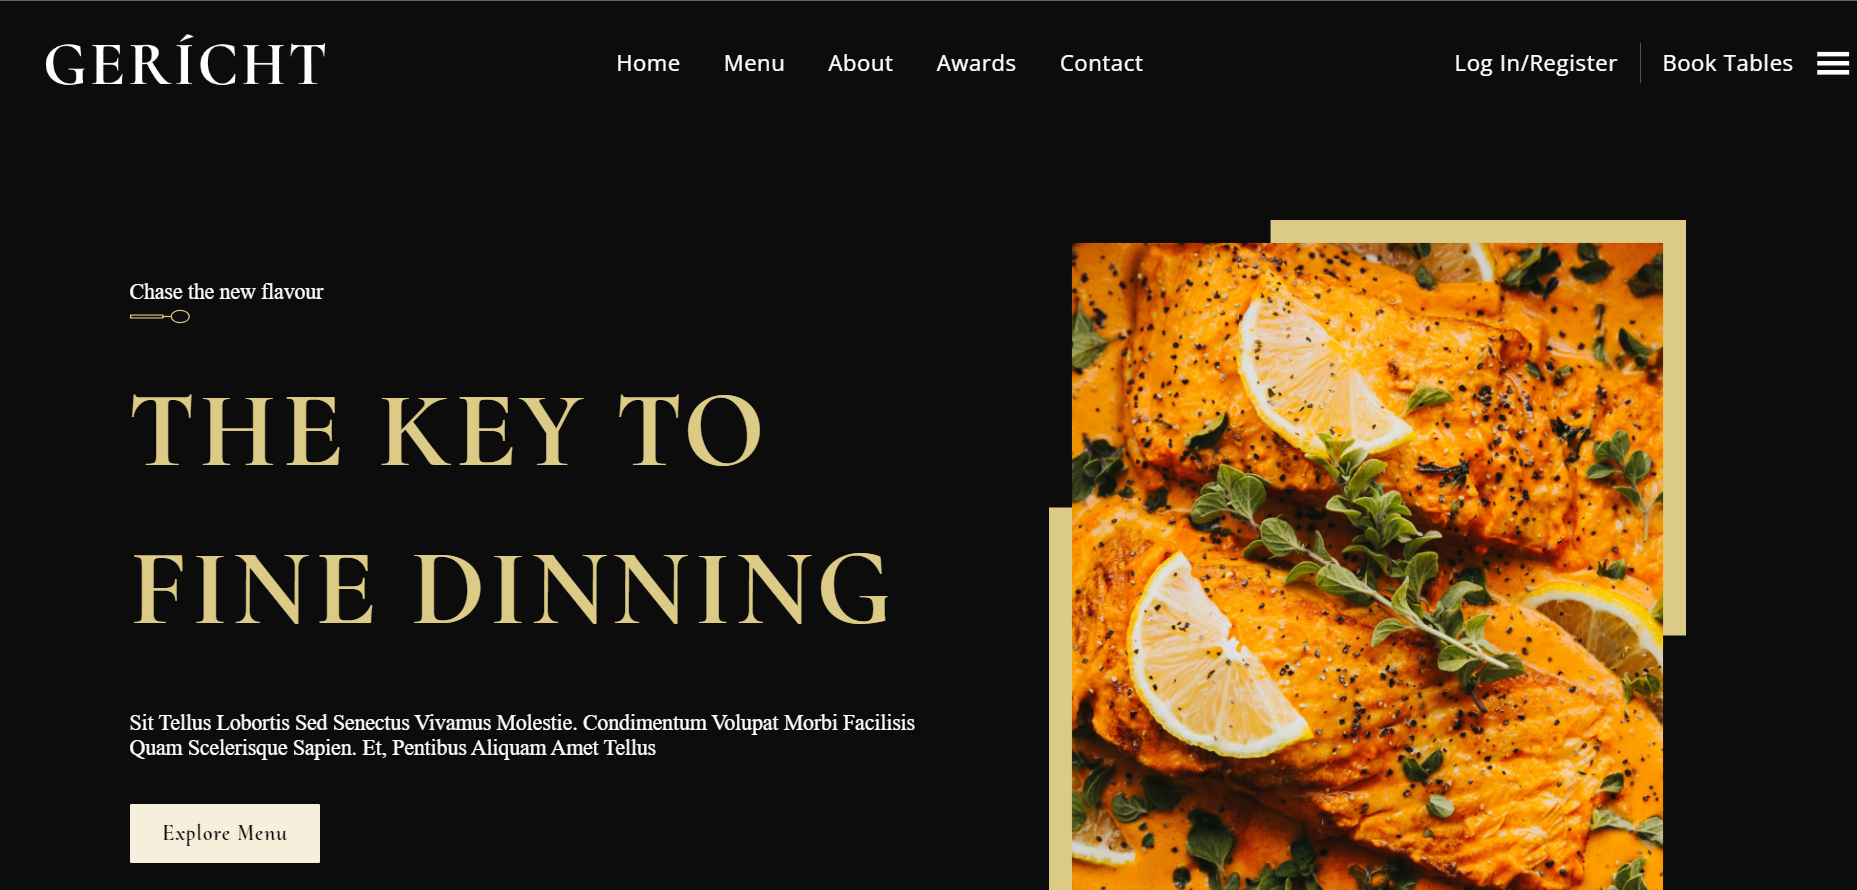 GERÍCHT
Home Menu About Awards Contact
Log In/Register Book Tables
Chase the new flavour
THE KEY TO
FINE DINNING
Sit Tellus Lobortis Sed Senectus Vivamus Molestie. Condimentum Volupat Morbi Facilisis
Quam Scelerisque Sapien. Et, Pentibus Aliquam Amet Tellus
Explore Menu